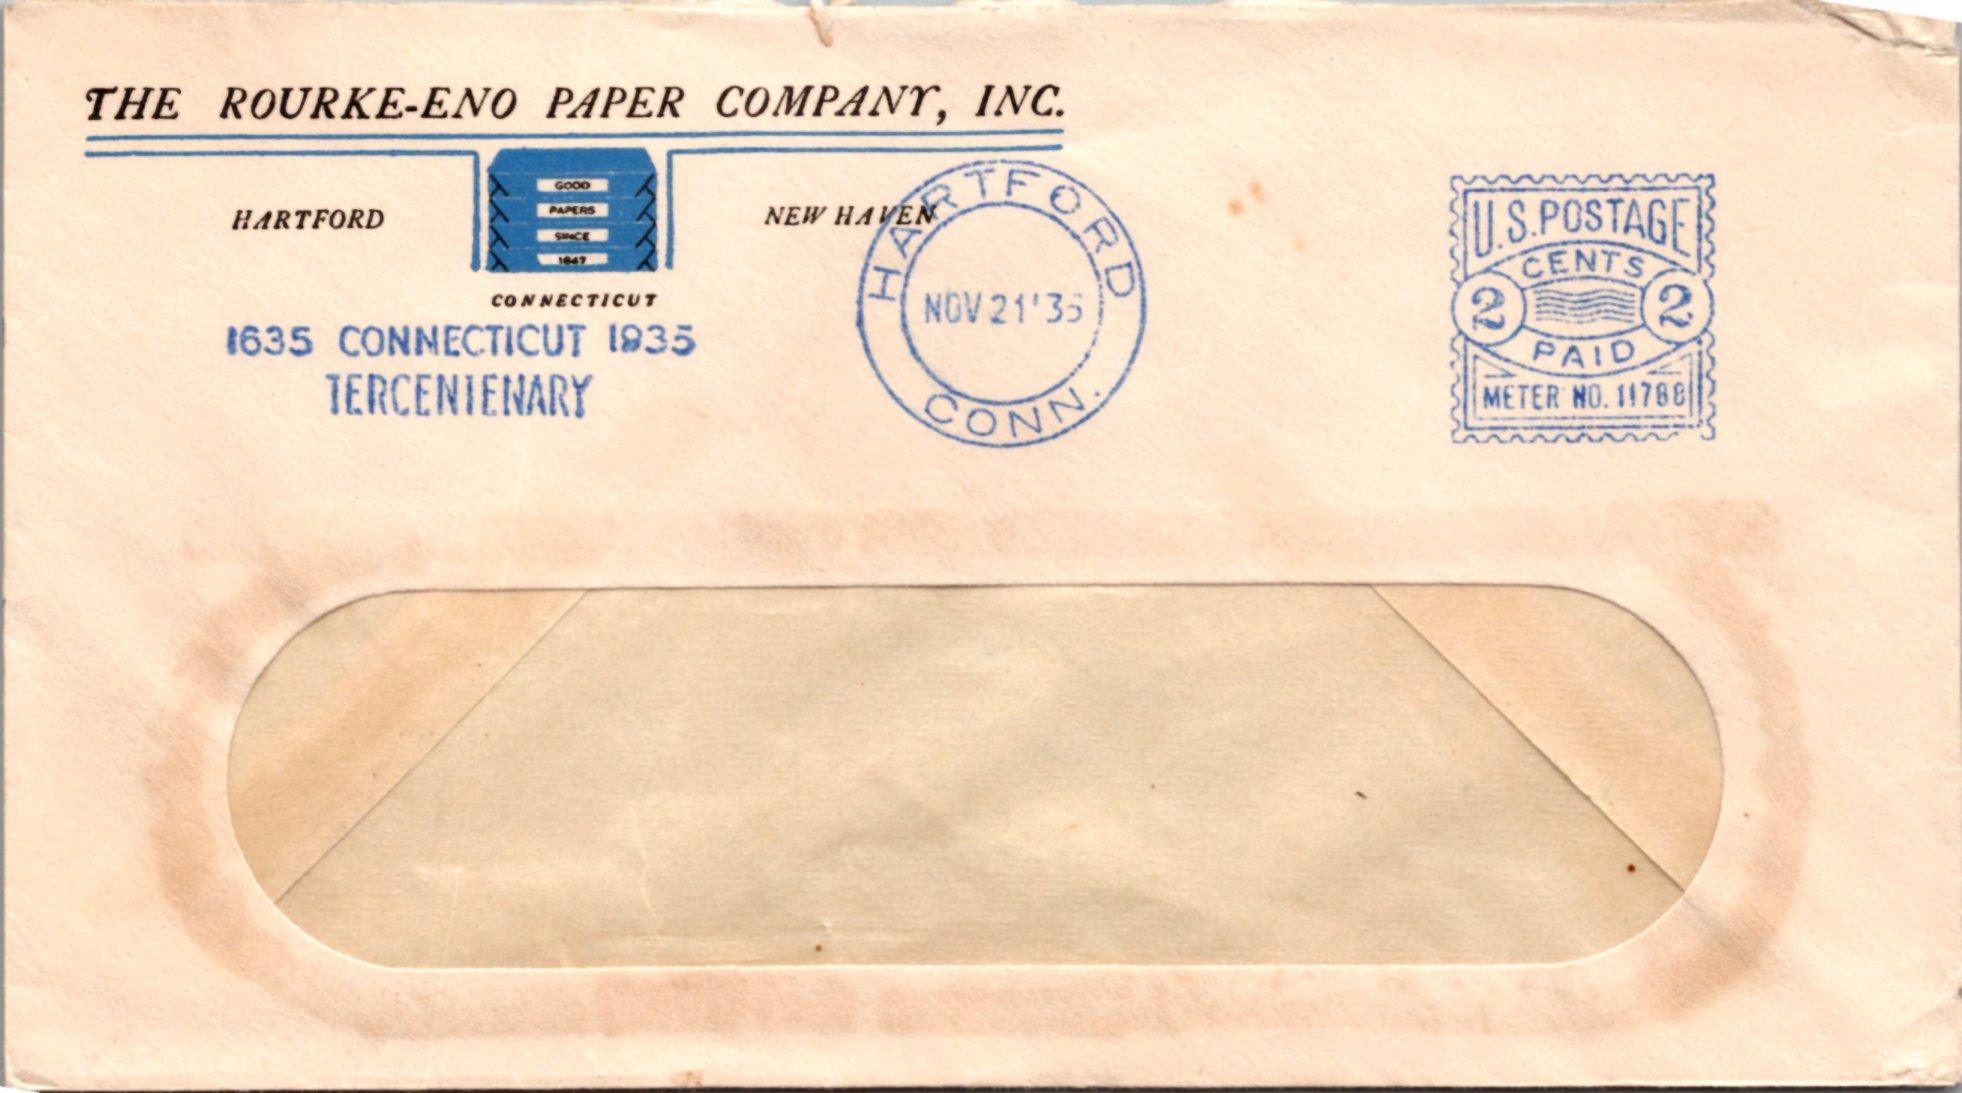 THE ROURKE-ENO PAPER COMPANY, INC.
GOOD
PAPERS
SINCE
1847
HARTFORD
NEW HAVEN
CONNECTICUT
1635 CONNECTICUT 1935
TERCENTENARY
HARTFORD
NOV 21 '35
CONN.
U.S. POSTAGE
CENTS
2 2
PAID
METER NO. 11788